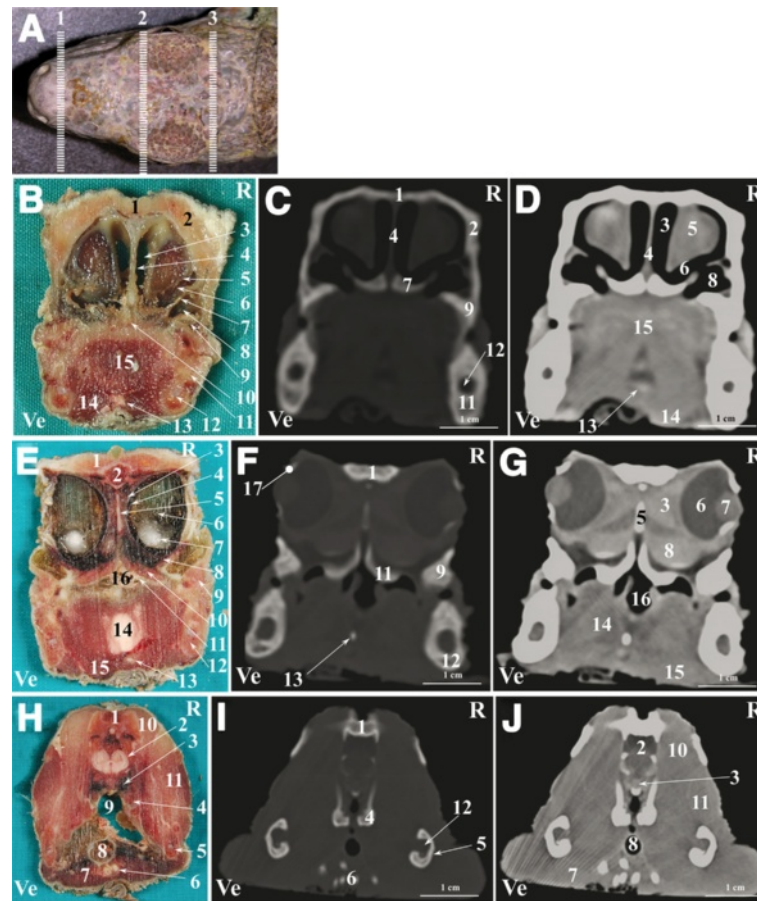 A 1 2 3
B R
1 2 3
4
5
6
7
8
9
10
11
12
13
14
15
Ve
C R
1
2
4
7
9
12
11
Ve 1 cm
D R
3 5
4 6 8
15
13 14
Ve 1 cm
E R
1 2 3
4
5
6
7
8
9
10
11
12
13
14
15
16
Ve
F R
17 1
11 9
13 12
Ve 1 cm
G R
3 6 7
5
8
16
14
15
Ve 1 cm
H R
1 10 2
3
11
9 4
8 5
7 6
Ve
I R
1
12
4 5
6
Ve 1 cm
J R
2 10
3
11
8
7
Ve 1 cm